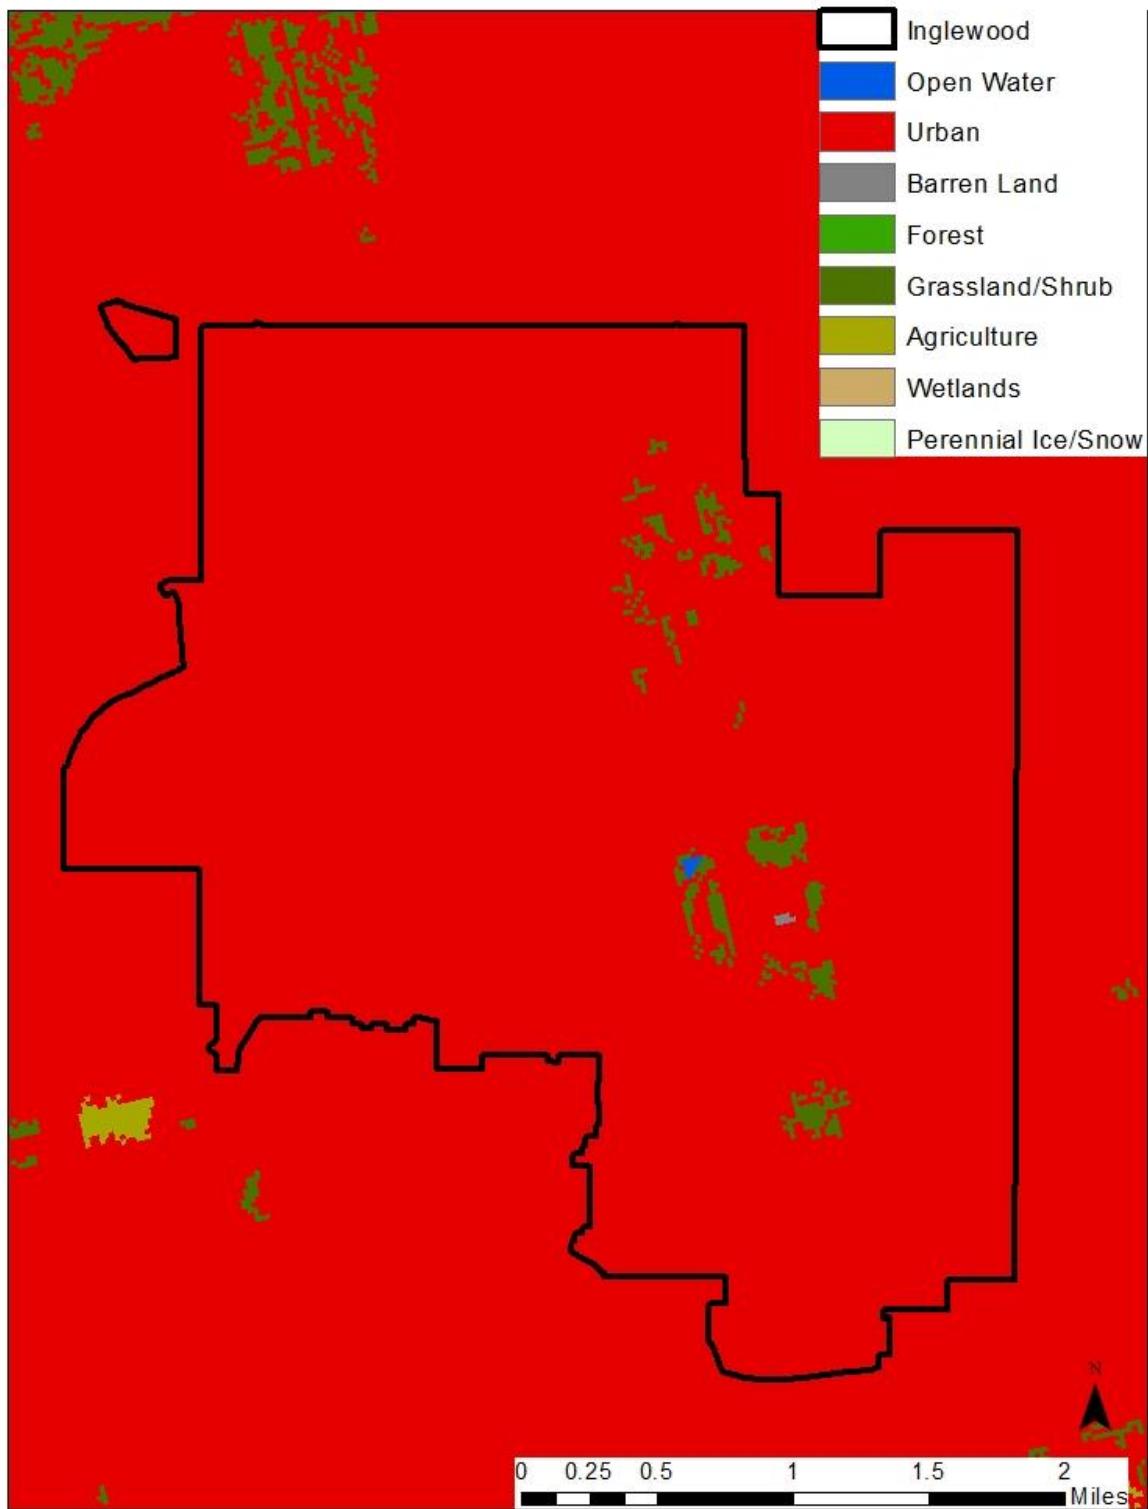 Inglewood
Open Water
Urban
Barren Land
Forest
Grassland/Shrub
Agriculture
Wetlands
Perennial Ice/Snow
N
0 0.25 0.5 1 1.5 2
Miles